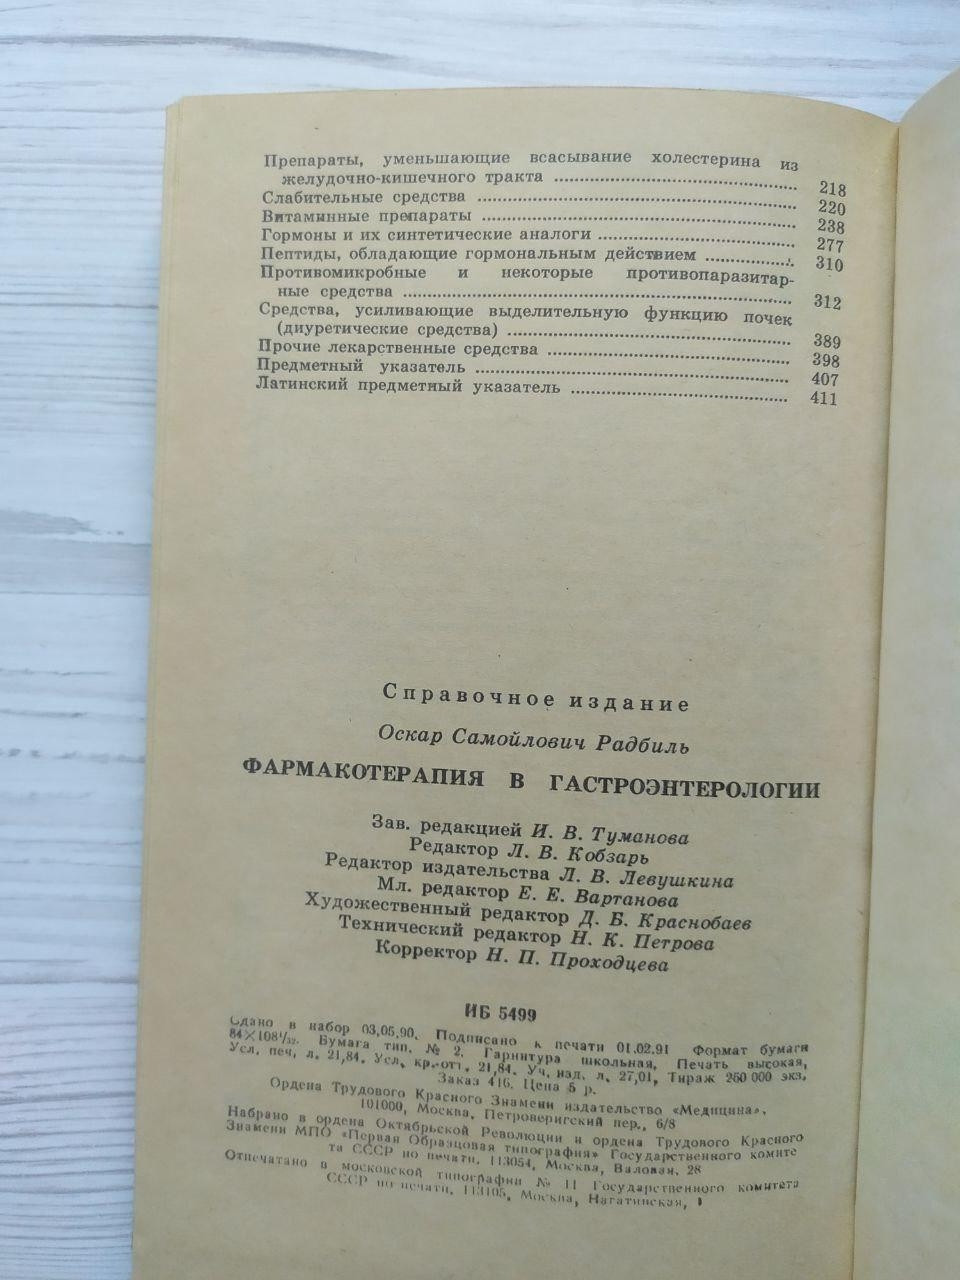 Препараты, уменьшающие всасывание холестерина из
желудочно-кишечного тракта ........ 218
Слабительные средства ........ 220
Витаминные препараты ........ 238
Гормоны и их синтетические аналоги ........ 277
Пептиды, обладающие гормональным действием ........ 310
Противомикробные и некоторые противопаразитар-
ные средства ........ 312
Средства, усиливающие выделительную функцию почек
(диуретические средства) ........ 389
Прочие лекарственные средства ........ 398
Предметный указатель ........ 407
Латинский предметный указатель ........ 411
Справочное издание
Оскар Самойлович Радбиль
ФАРМАКОТЕРАПИЯ В ГАСТРОЭНТЕРОЛОГИИ
Зав. редакцией И. В. Туманова
Редактор Л. В. Кобзарь
Редактор издательства Л. В. Левушкина
Мл. редактор Е. Е. Вартанова
Художественный редактор Д. Б. Краснобаев
Технический редактор Н. К. Петрова
Корректор Н. П. Проходцева
ИБ 5499
Сдано в набор 03.05.90. Подписано к печати 01.02.91 Формат бумаги
84×108¹/₃₂. Бумага тип. № 2. Гарнитура школьная, Печать высокая,
Усл. печ. л. 21,84. Усл. кр.-отт. 21,84. Уч. изд. л. 27,01, Тираж 260 000 экз.
Заказ 416. Цена 5 р.
Ордена Трудового Красного Знамени издательство «Медицина»,
101000, Москва, Петроверигский пер., 6/8
Набрано в ордена Октябрьской Революции и ордена Трудового Красного
Знамени МПО «Первая Образцовая типография» Государственного комите
та СССР по печати. 113054, Москва, Валовая, 28
Отпечатано в московской типографии № 11 Государственного комитета
СССР по печати, 113105, Москва, Нагатинская, 1